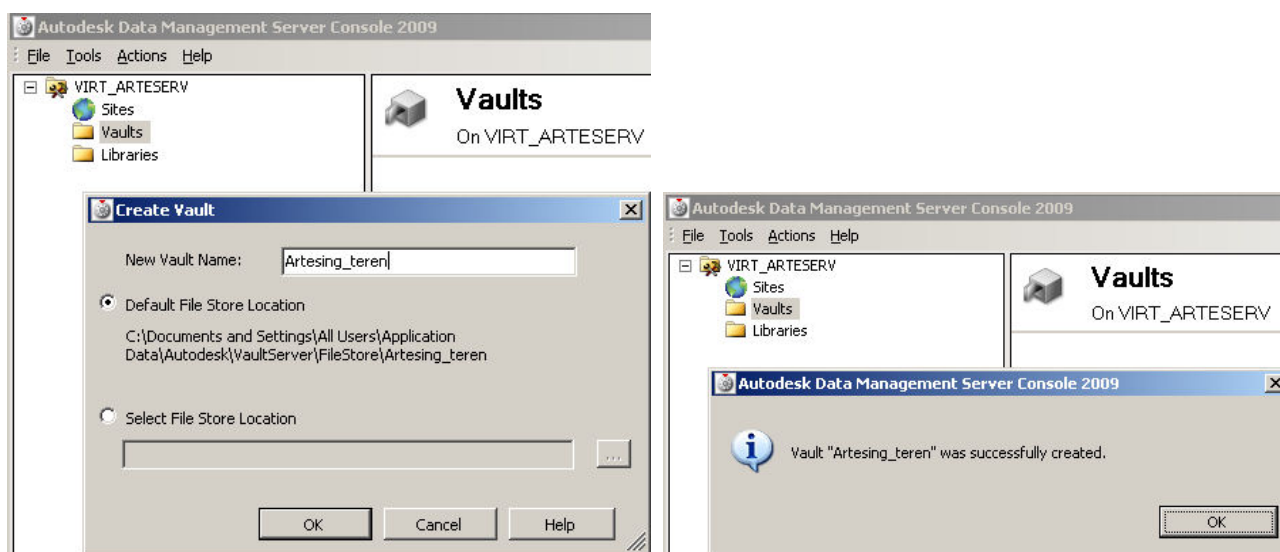 Autodesk Data Management Server Console 2009
File Tools Actions Help
VIRT_ARTESERV
Sites
Vaults
Libraries
Vaults
On VIRT_ARTESERV
Create Vault
New Vault Name: Artesing_teren
Default File Store Location
C:\Documents and Settings\All Users\Application
Data\Autodesk\VaultServer\FileStore\Artesing_teren
Select File Store Location
...
OK Cancel Help
Autodesk Data Management Server Console 2009
File Tools Actions Help
VIRT_ARTESERV
Sites
Vaults
Libraries
Vaults
On VIRT_ARTESERV
Autodesk Data Management Server Console 2009
Vault "Artesing_teren" was successfully created.
OK